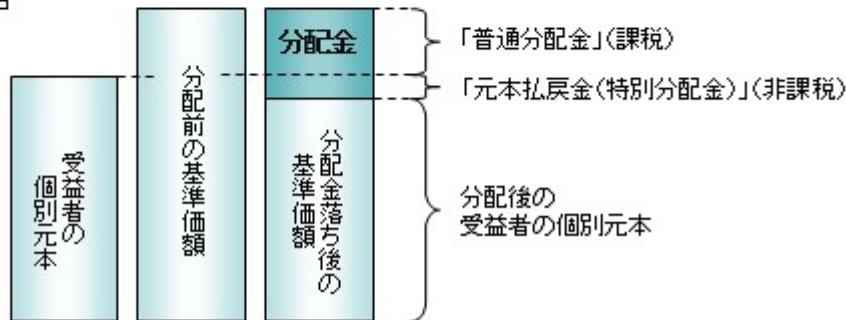 受益者の
個別元本
分配前の基準価額
分配金
分配金落ち後の
基準価額
「普通分配金」(課税)
「元本払戻金(特別分配金)」(非課税)
分配後の
受益者の個別元本